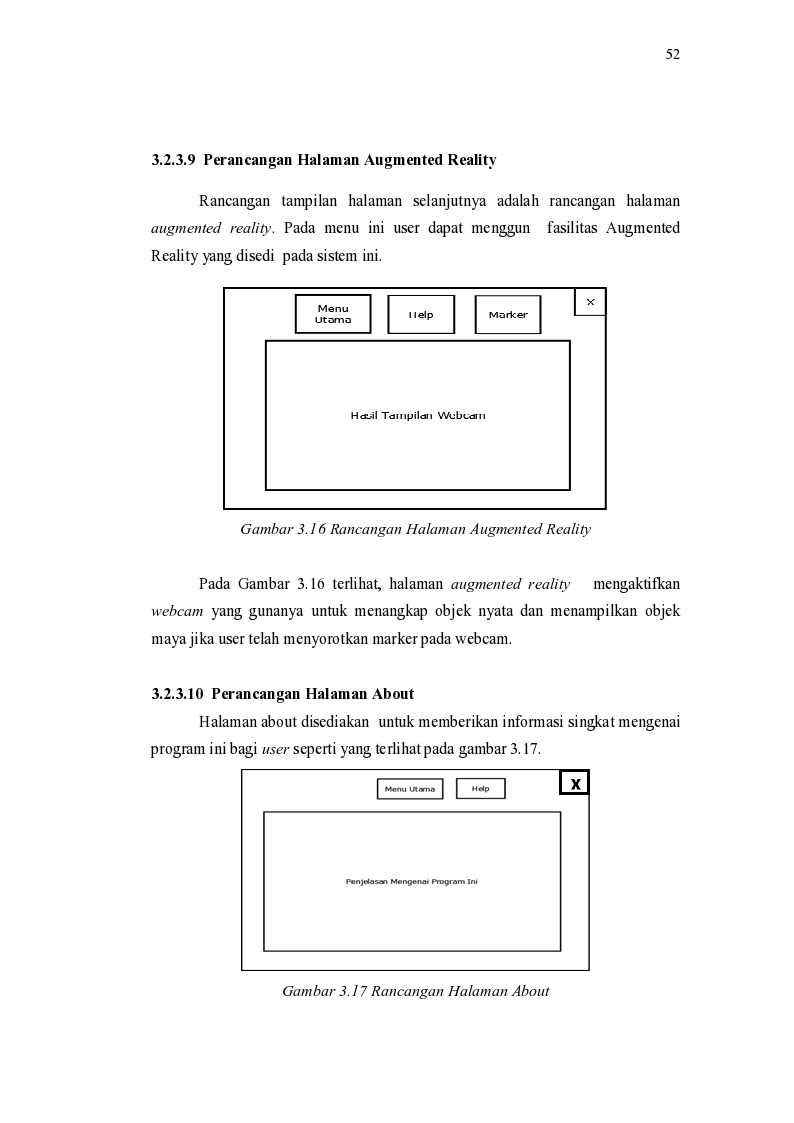 52
3.2.3.9 Perancangan Halaman Augmented Reality
Rancangan tampilan halaman selanjutnya adalah rancangan halaman
augmented reality. Pada menu ini user dapat menggun fasilitas Augmented
Reality yang disedi pada sistem ini.
Menu
Utama
Help
Marker
X
Hasil Tampilan Webcam
Gambar 3.16 Rancangan Halaman Augmented Reality
Pada Gambar 3.16 terlihat, halaman augmented reality mengaktifkan
webcam yang gunanya untuk menangkap objek nyata dan menampilkan objek
maya jika user telah menyorotkan marker pada webcam.
3.2.3.10 Perancangan Halaman About
Halaman about disediakan untuk memberikan informasi singkat mengenai
program ini bagi user seperti yang terlihat pada gambar 3.17.
Menu Utama
Help
X
Penjelasan Mengenai Program Ini
Gambar 3.17 Rancangan Halaman About